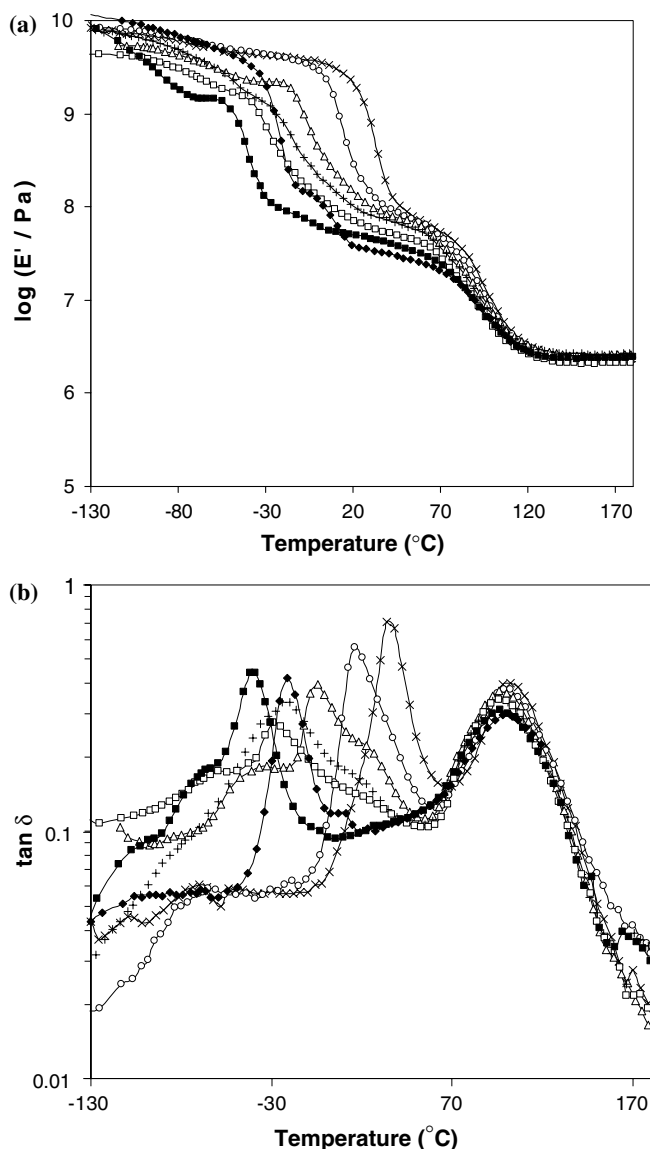 (a)
10
9
8
7
6
5
log (E' / Pa)
-130 -80 -30 20 70 120 170
Temperature (°C)
(b)
1
0.1
0.01
tan δ
-130 -30 70 170
Temperature (°C)